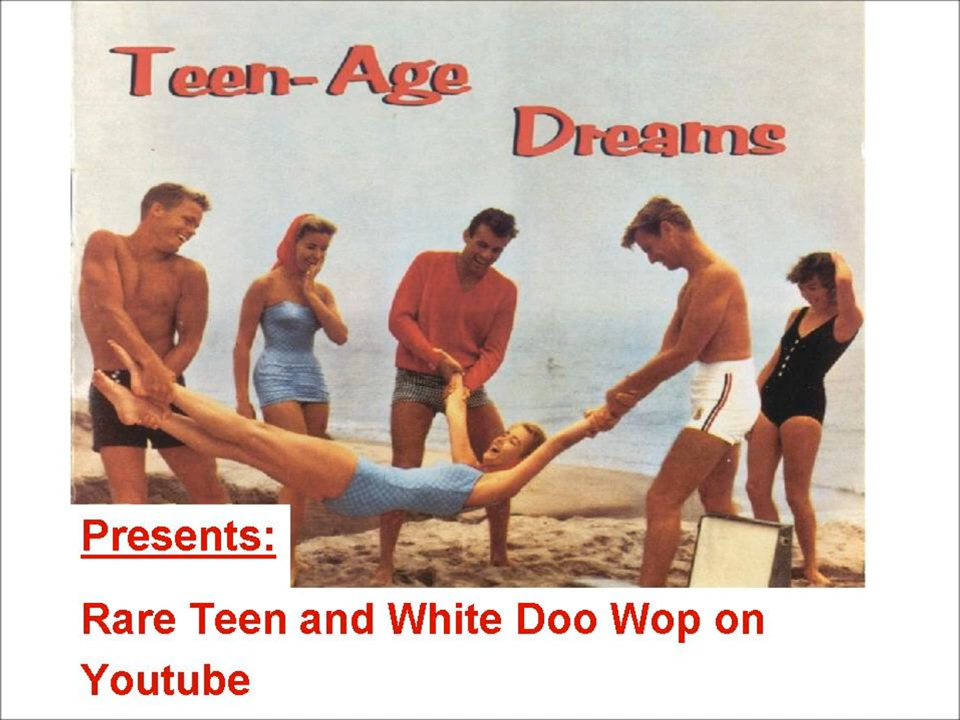 Teen-Age
Dreams
Presents:
Rare Teen and White Doo Wop on
Youtube